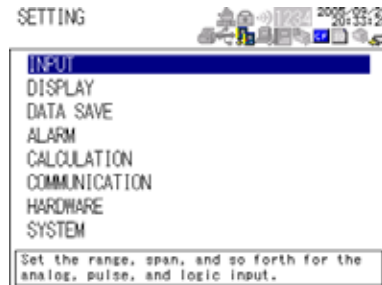 SETTING
1234
INPUT
DISPLAY
DATA SAVE
ALARM
CALCULATION
COMMUNICATION
HARDWARE
SYSTEM
Set the range, span, and so forth for the
analog, pulse, and logic input.